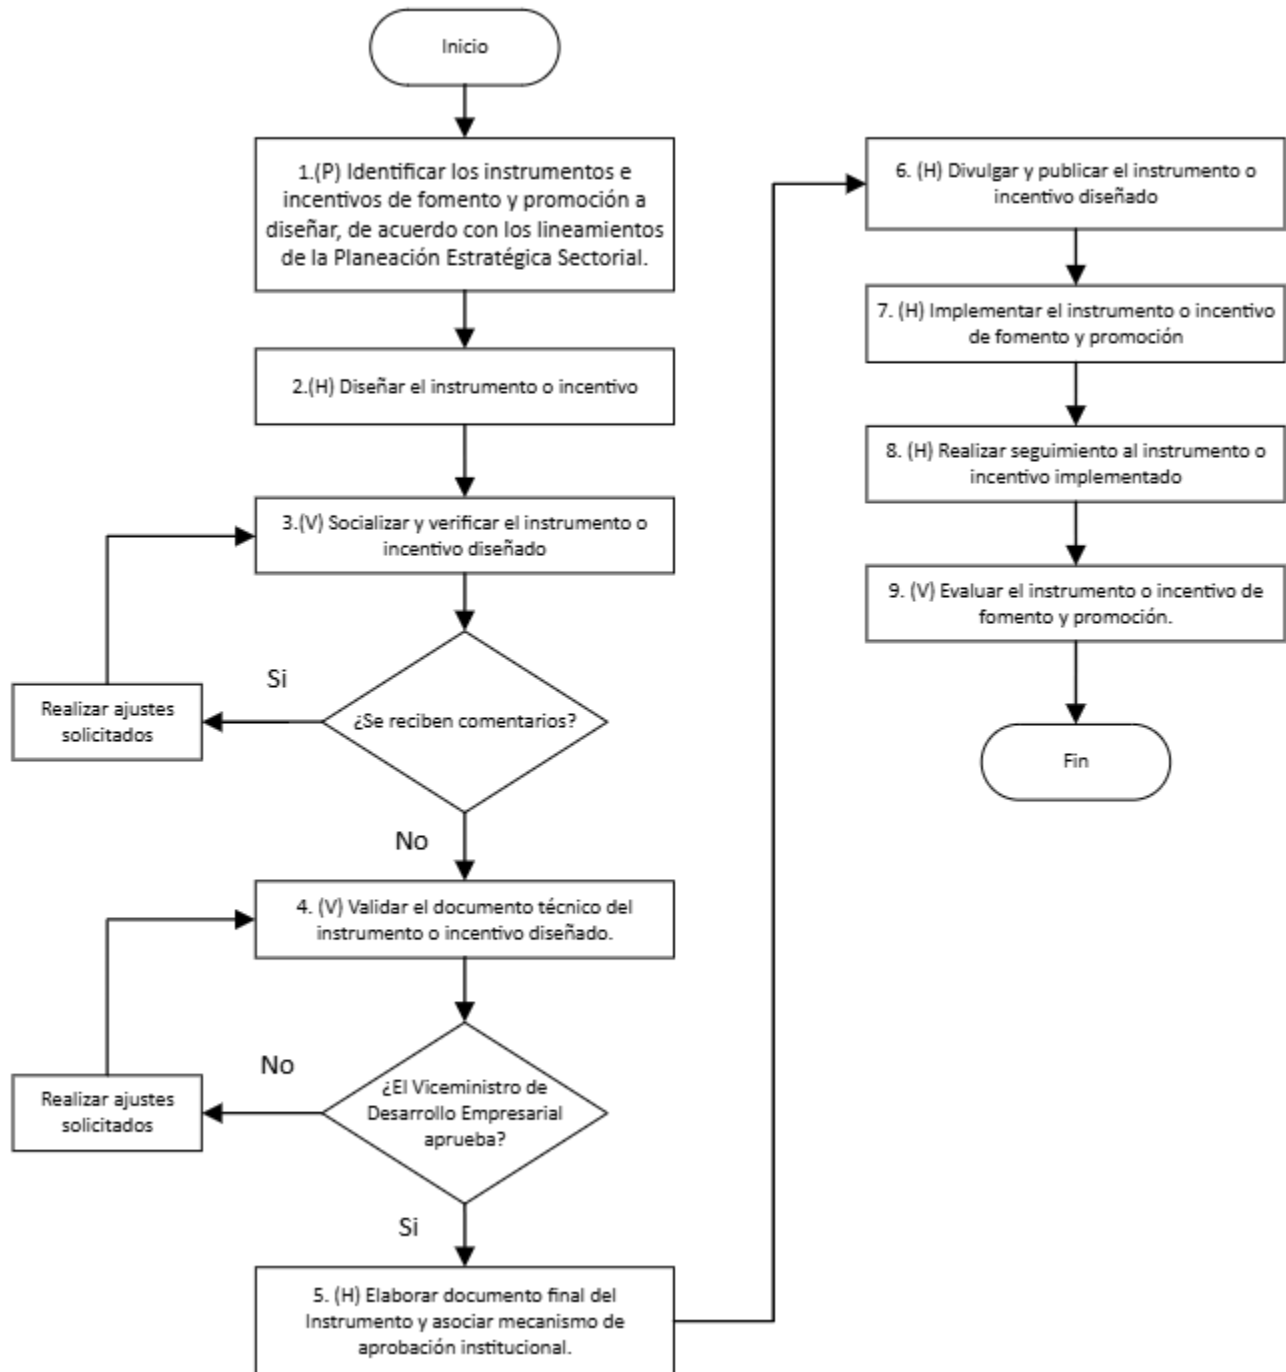 Inicio
1.(P) Identificar los instrumentos e
incentivos de fomento y promoción a
diseñar, de acuerdo con los lineamientos
de la Planeación Estratégica Sectorial.
2.(H) Diseñar el instrumento o incentivo
3.(V) Socializar y verificar el instrumento o
incentivo diseñado
¿Se reciben comentarios?
Si
Realizar ajustes
solicitados
No
4. (V) Validar el documento técnico del
instrumento o incentivo diseñado.
¿El Viceministro de
Desarrollo Empresarial
aprueba?
No
Realizar ajustes
solicitados
Si
5. (H) Elaborar documento final del
Instrumento y asociar mecanismo de
aprobación institucional.
6. (H) Divulgar y publicar el instrumento o
incentivo diseñado
7. (H) Implementar el instrumento o incentivo
de fomento y promoción
8. (H) Realizar seguimiento al instrumento o
incentivo implementado
9. (V) Evaluar el instrumento o incentivo de
fomento y promoción.
Fin